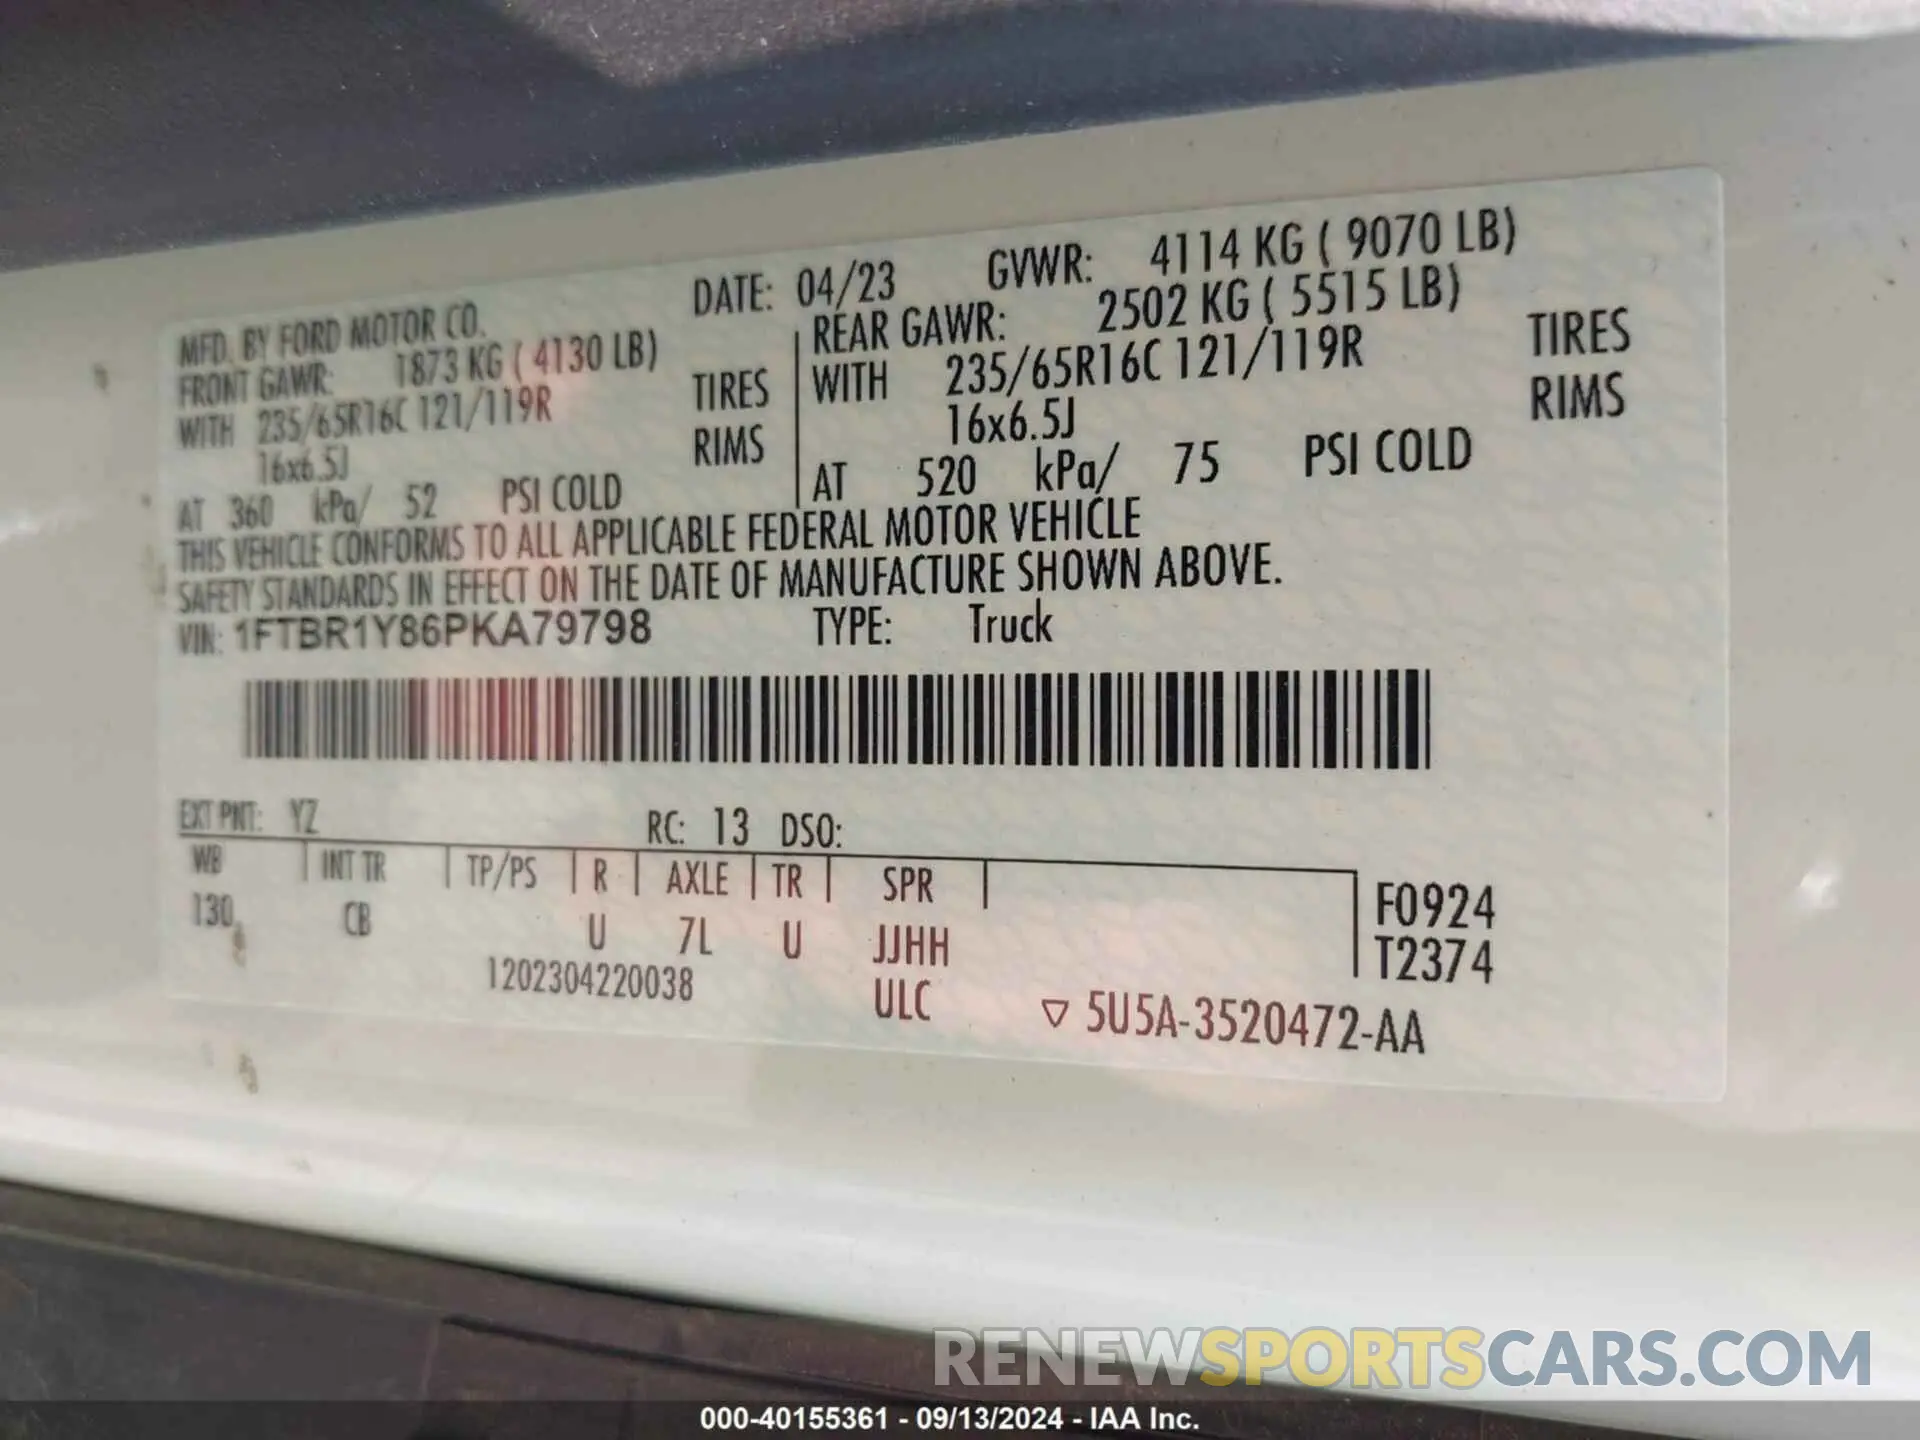 MFD. BY FORD MOTOR CO. DATE: 04/23 GVWR: 4114 KG ( 9070 LB)
FRONT GAWR: 1873 KG ( 4130 LB) REAR GAWR: 2502 KG ( 5515 LB)
WITH 235/65R16C 121/119R TIRES WITH 235/65R16C 121/119R TIRES
16x6.5J RIMS 16x6.5J RIMS
AT 360 kPa/ 52 PSI COLD AT 520 kPa/ 75 PSI COLD
THIS VEHICLE CONFORMS TO ALL APPLICABLE FEDERAL MOTOR VEHICLE
SAFETY STANDARDS IN EFFECT ON THE DATE OF MANUFACTURE SHOWN ABOVE.
VIN: 1FTBR1Y86PKA79798 TYPE: Truck
EXT PNT: YZ RC: 13 DSO:
WB INT TR TP/PS R AXLE TR SPR F0924
130 CB U 7L U JJHH T2374
1202304220038 ULC ▽ 5U5A-3520472-AA
RENEWSPORTSCARS.COM
000-40155361 - 09/13/2024 - IAA Inc.